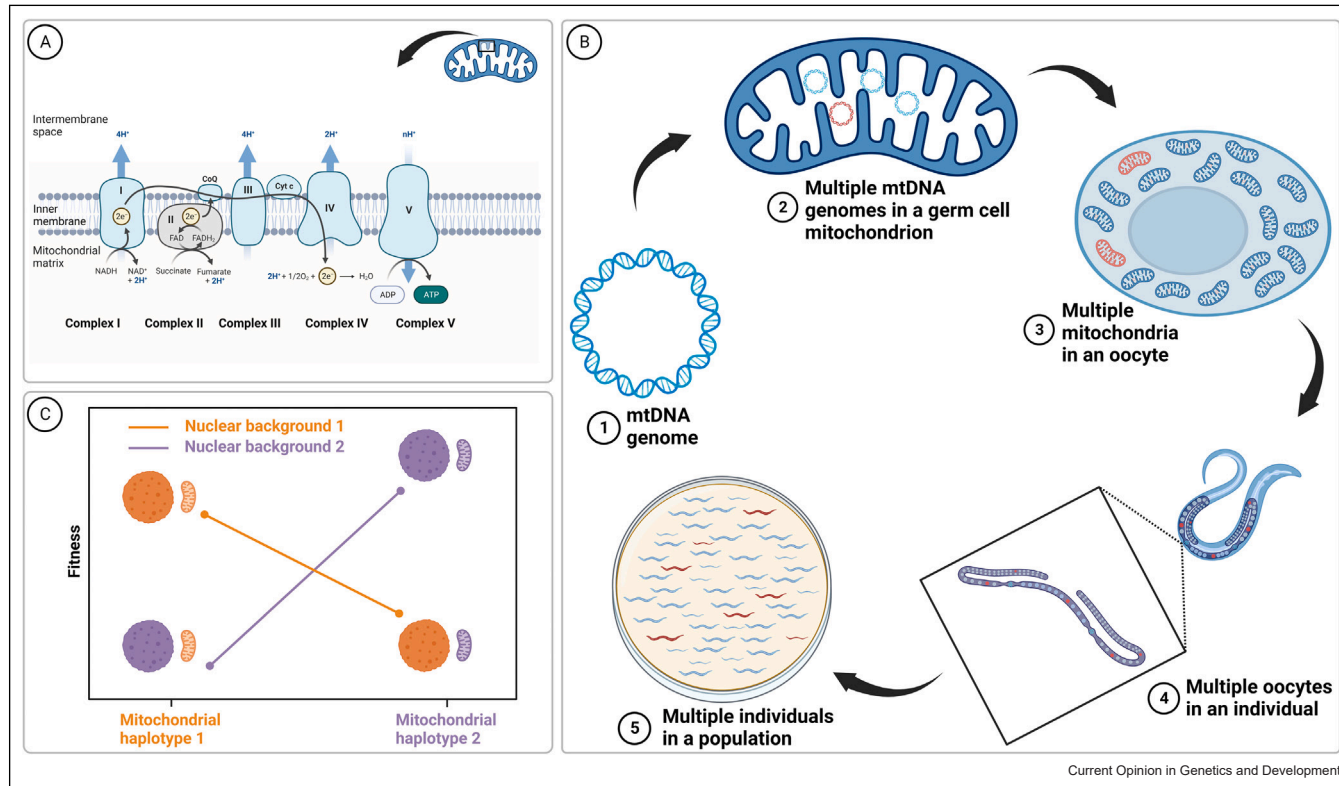 A
Intermembrane
space
4H⁺
4H⁺
2H⁺
nH⁺
I
CoQ
III
Cyt c
IV
V
2e⁻
II
2e⁻
Inner
membrane
FAD
FADH₂
Mitochondrial
matrix
NADH
NAD⁺
+ 2H⁺
Succinate
Fumarate
+ 2H⁺
2H⁺ + 1/2O₂ + 2e⁻ H₂O
ADP
ATP
Complex I
Complex II
Complex III
Complex IV
Complex V
B
1 mtDNA
genome
2 Multiple mtDNA
genomes in a germ cell
mitochondrion
3 Multiple
mitochondria
in an oocyte
4 Multiple oocytes
in an individual
5 Multiple individuals
in a population
C
Nuclear background 1
Nuclear background 2
Fitness
Mitochondrial
haplotype 1
Mitochondrial
haplotype 2
Current Opinion in Genetics and Development